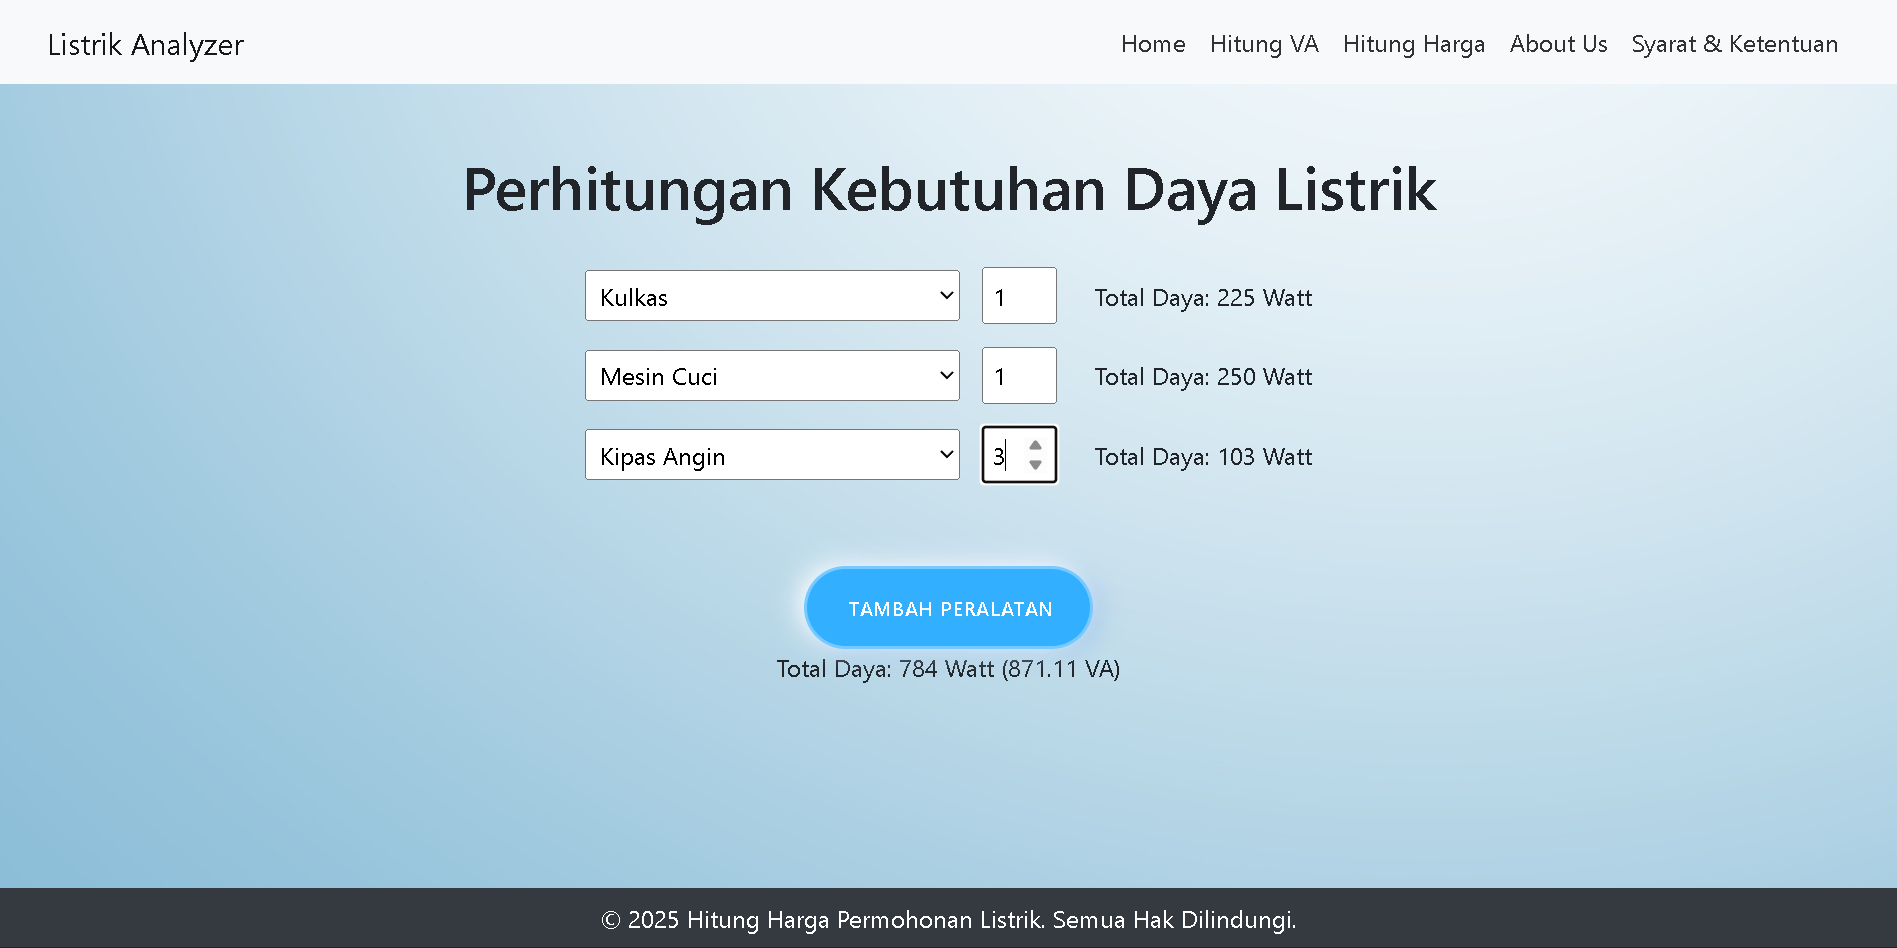 Listrik Analyzer
Home Hitung VA Hitung Harga About Us Syarat & Ketentuan
Perhitungan Kebutuhan Daya Listrik
Kulkas 1 Total Daya: 225 Watt
Mesin Cuci 1 Total Daya: 250 Watt
Kipas Angin 3 Total Daya: 103 Watt
TAMBAH PERALATAN
Total Daya: 784 Watt (871.11 VA)
© 2025 Hitung Harga Permohonan Listrik. Semua Hak Dilindungi.